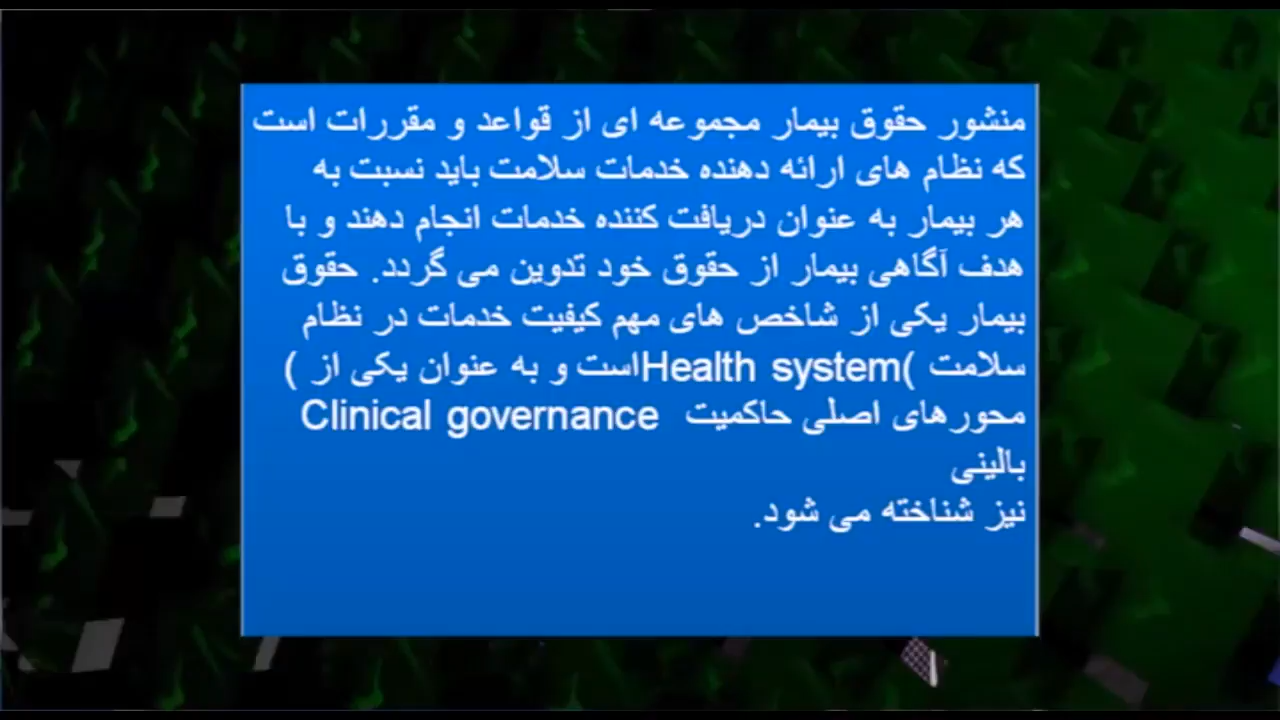 منشور حقوق بیمار مجموعه ای از قواعد و مقررات است
که نظام های ارائه دهنده خدمات سلامت باید نسبت به
هر بیمار به عنوان دریافت کننده خدمات انجام دهند و با
هدف آگاهی بیمار از حقوق خود تدوین می گردد. حقوق
بیمار یکی از شاخص های مهم کیفیت خدمات در نظام
سلامت (Health system)است و به عنوان یکی از (
محورهای اصلی حاکمیت Clinical governance
بالینی
نیز شناخته می شود.